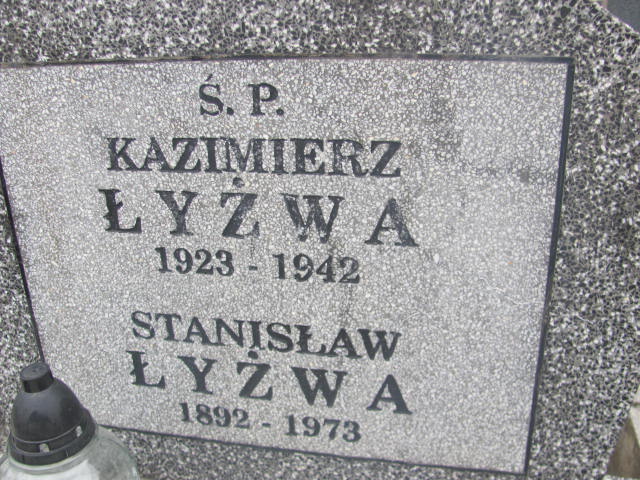 Ś. P.
KAZIMIERZ
ŁYŻWA
1923 - 1942
STANISŁAW
ŁYŻWA
1892 - 1973